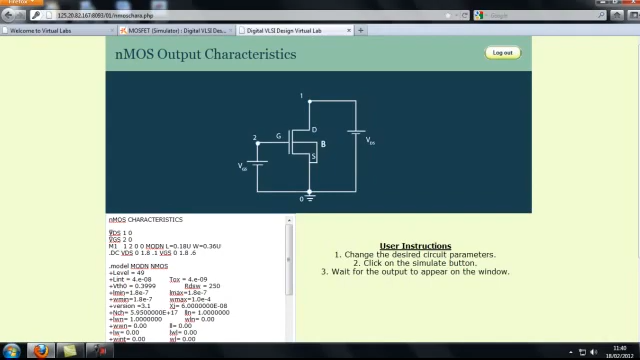 Firefox
125.20.82.167:8093/01/nmoschara.php
Google
Welcome to Virtual Labs
MOSFET (Simulator) : Digital VLSI Des...
Digital VLSI Design Virtual Lab
nMOS Output Characteristics
Log out
1
D
2
G
B
VDS
S
VGS
0
nMOS CHARACTERISTICS
VDS 1 0
VGS 2 0
M1 1 2 0 0 MODN L=0.18U W=0.36U
.DC VDS 0 1.8 .1 VGS 0 1.8 .6
.model MODN NMOS
+Level = 49
+Lint = 4.e-08 Tox = 4.e-09
+Vth0 = 0.3999 Rdsw = 250
+lmin=1.8e-7 lmax=1.8e-7
+wmin=1.8e-7 wmax=1.0e-4
+version=3.1 Xj= 6.0000000E-08
+Nch= 5.9500000E+17 lln= 1.0000000
+lwn= 1.0000000 wln= 0.00
+wwn= 0.00 ll= 0.00
+lw= 0.00 lwl= 0.00
+wint= 0.00 wl= 0.00
User Instructions
1. Change the desired circuit parameters.
2. Click on the simulate button.
3. Wait for the output to appear on the window.
11:40
18/02/2012